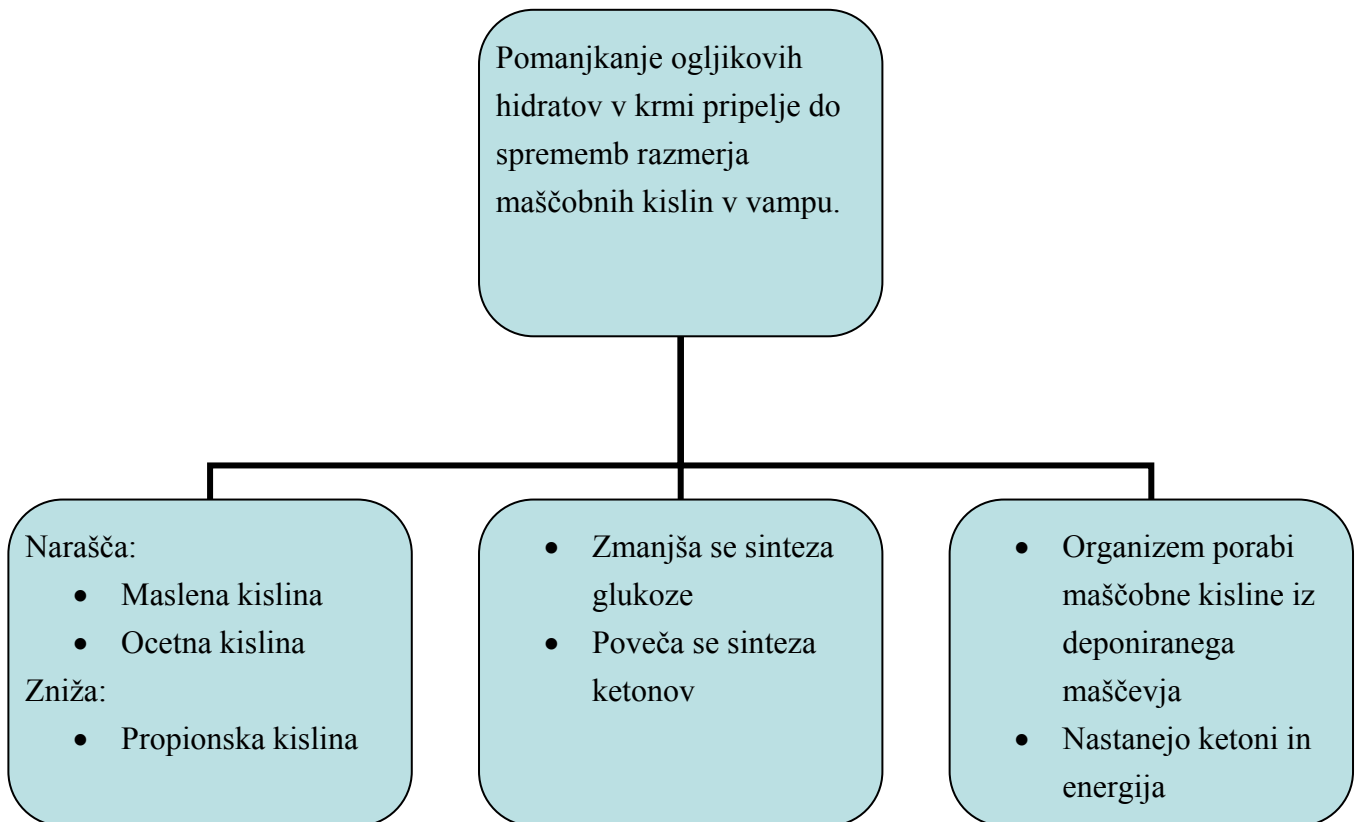 Pomanjkanje ogljikovih
hidratov v krmi pripelje do
sprememb razmerja
maščobnih kislin v vampu.
Narašča:
• Maslena kislina
• Ocetna kislina
Zniža:
• Propionska kislina
• Zmanjša se sinteza
glukoze
• Poveča se sinteza
ketonov
• Organizem porabi
maščobne kisline iz
deponiranega
maščevja
• Nastanejo ketoni in
energija